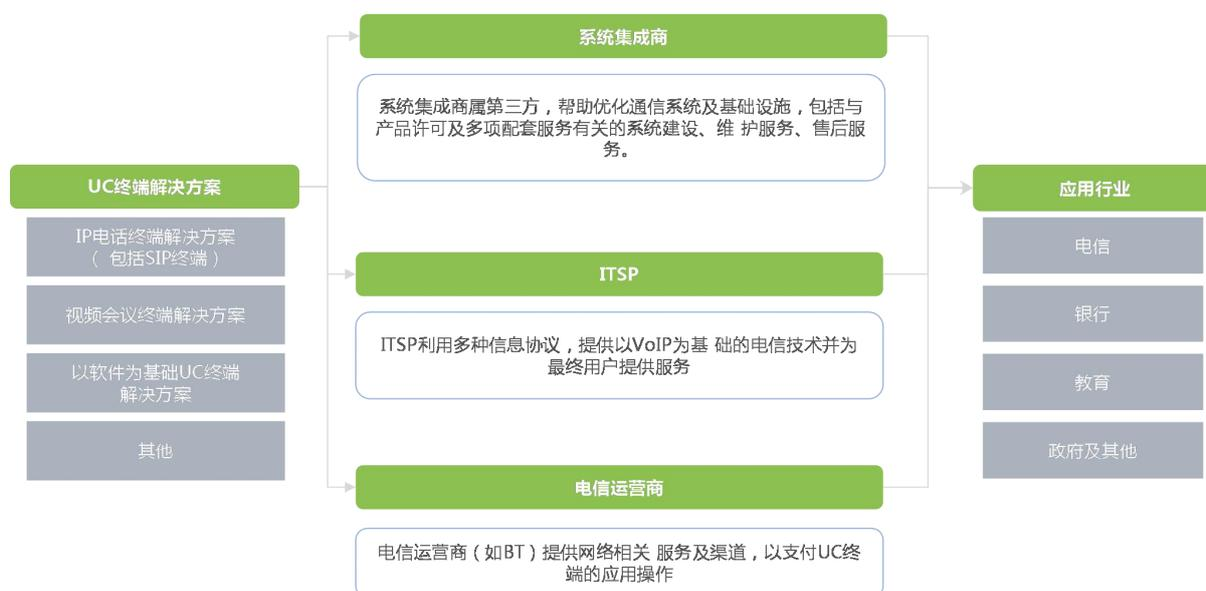 UC终端解决方案
IP电话终端解决方案
( 包括SIP终端 )
视频会议终端解决方案
以软件为基础UC终端
解决方案
其他
系统集成商
系统集成商属第三方，帮助优化通信系统及基础设施，包括与
产品许可及多项配套服务有关的系统建设、维 护服务、售后服
务。
ITSP
ITSP利用多种信息协议，提供以VoIP为基 础的电信技术并为
最终用户提供服务
电信运营商
电信运营商（如BT）提供网络相关 服务及渠道，以支付UC终
端的应用操作
应用行业
电信
银行
教育
政府及其他